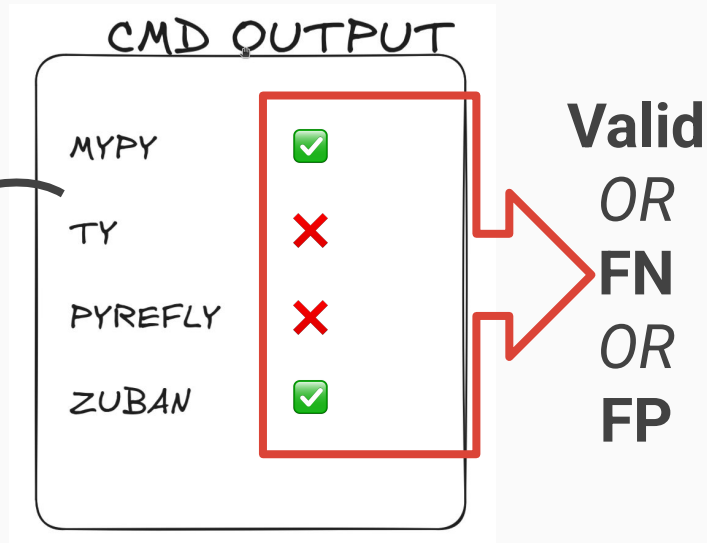 CMD OUTPUT
MYPY ✅
TY ❌
PYREFLY ❌
ZUBAN ✅
Valid
OR
FN
OR
FP